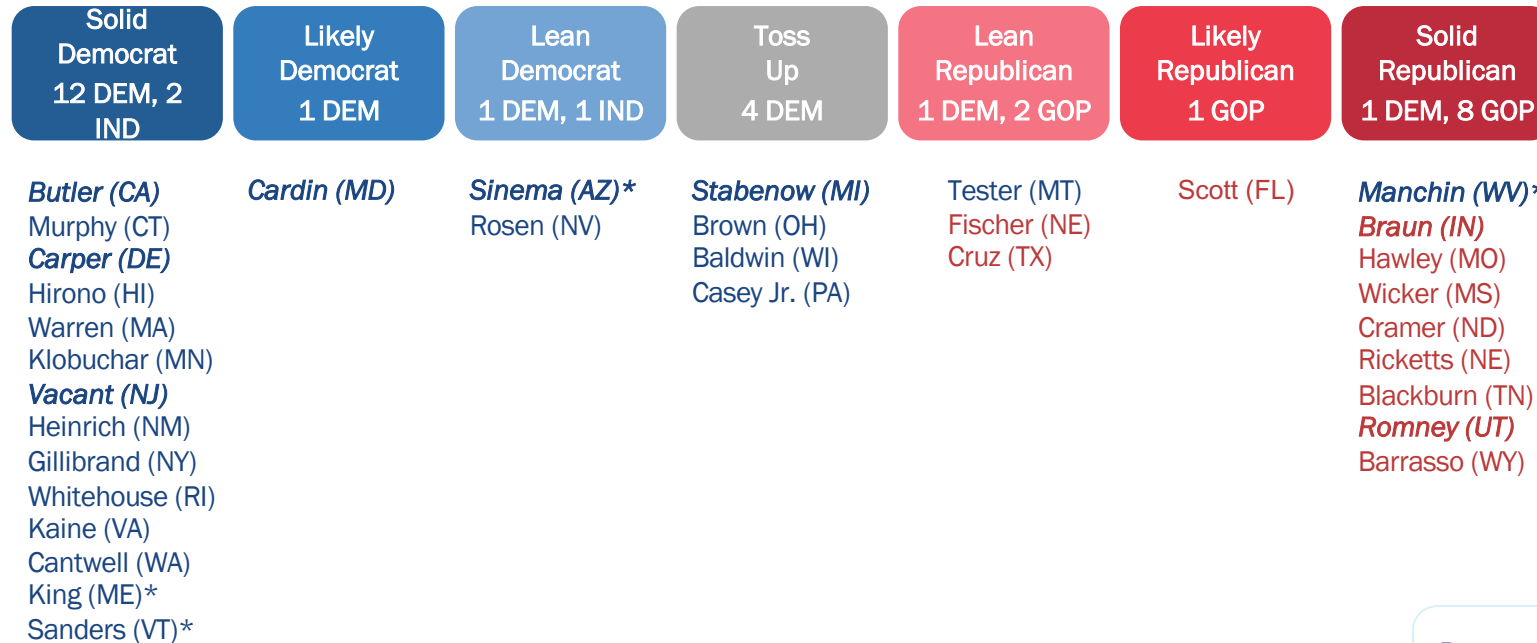 Solid
Democrat
12 DEM, 2
IND
Likely
Democrat
1 DEM
Lean
Democrat
1 DEM, 1 IND
Toss
Up
4 DEM
Lean
Republican
1 DEM, 2 GOP
Likely
Republican
1 GOP
Solid
Republican
1 DEM, 8 GOP
Butler (CA)
Murphy (CT)
Carper (DE)
Hirono (HI)
Warren (MA)
Klobuchar (MN)
Vacant (NJ)
Heinrich (NM)
Gillibrand (NY)
Whitehouse (RI)
Kaine (VA)
Cantwell (WA)
King (ME)*
Sanders (VT)*
Cardin (MD)
Sinema (AZ)*
Rosen (NV)
Stabenow (MI)
Brown (OH)
Baldwin (WI)
Casey Jr. (PA)
Tester (MT)
Fischer (NE)
Cruz (TX)
Scott (FL)
Manchin (WV)*
Braun (IN)
Hawley (MO)
Wicker (MS)
Cramer (ND)
Ricketts (NE)
Blackburn (TN)
Romney (UT)
Barrasso (WY)